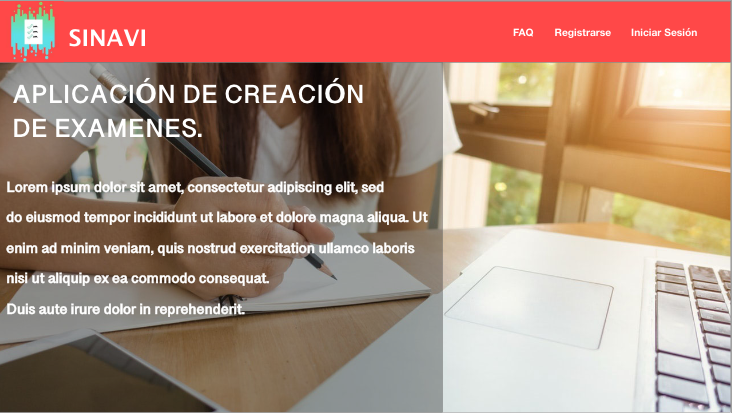 SINAVI
FAQ Registrarse Iniciar Sesión
APLICACIÓN DE CREACIÓN
DE EXAMENES.
Lorem ipsum dolor sit amet, consectetur adipiscing elit, sed
do eiusmod tempor incididunt ut labore et dolore magna aliqua. Ut
enim ad minim veniam, quis nostrud exercitation ullamco laboris
nisi ut aliquip ex ea commodo consequat.
Duis aute irure dolor in reprehenderit.